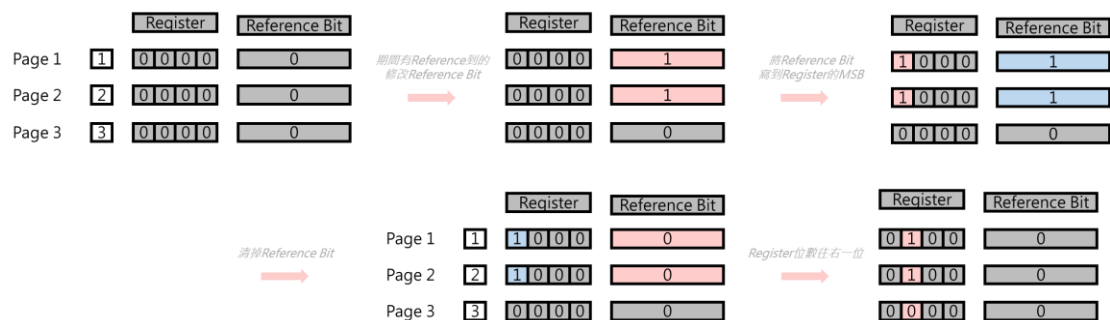 Register Reference Bit
Page 1 1 0 0 0 0 0
Page 2 2 0 0 0 0 0
Page 3 3 0 0 0 0 0
期間有Reference到的
修改Reference Bit
Register Reference Bit
0 0 0 0 1
0 0 0 0 1
0 0 0 0 0
將Reference Bit
寫到Register的MSB
Register Reference Bit
1 0 0 0 1
1 0 0 0 1
0 0 0 0 0
清掉Reference Bit
Register Reference Bit
Page 1 1 1 0 0 0 0
Page 2 2 1 0 0 0 0
Page 3 3 0 0 0 0 0
Register位數往右一位
Register Reference Bit
0 1 0 0 0
0 1 0 0 0
0 0 0 0 0